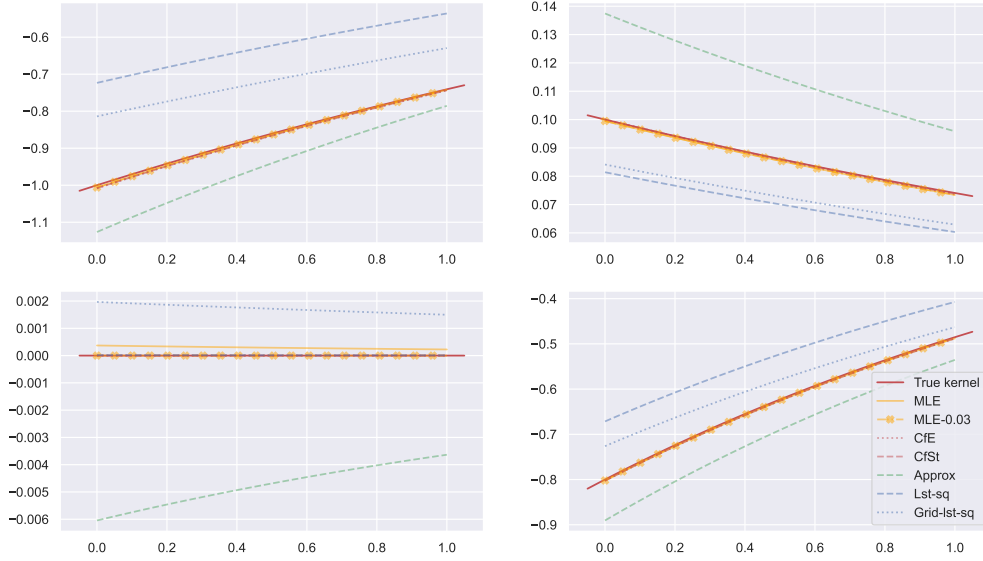 −0.6
−0.7
−0.8
−0.9
−1.0
−1.1
0.0 0.2 0.4 0.6 0.8 1.0
0.14
0.13
0.12
0.11
0.10
0.09
0.08
0.07
0.06
0.0 0.2 0.4 0.6 0.8 1.0
0.002
0.001
0.000
−0.001
−0.002
−0.003
−0.004
−0.005
−0.006
0.0 0.2 0.4 0.6 0.8 1.0
−0.4
−0.5
−0.6
−0.7
−0.8
−0.9
0.0 0.2 0.4 0.6 0.8 1.0
True kernel
MLE
MLE-0.03
CfE
CfSt
Approx
Lst-sq
Grid-lst-sq